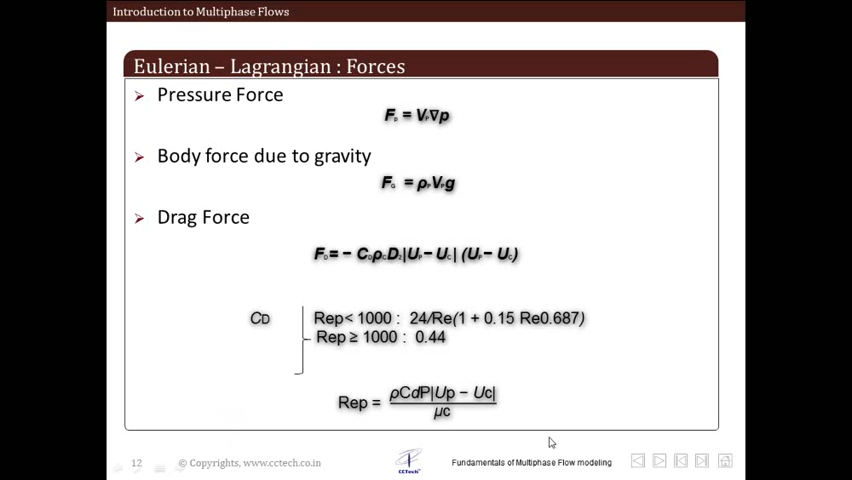 Introduction to Multiphase Flows
Eulerian – Lagrangian : Forces
Pressure Force
Fp = Vp∇p
Body force due to gravity
FG = ρPVPg
Drag Force
FD = − CDρCD2|UP − UC| (UP − UC)
CD
Rep< 1000 : 24/Re(1 + 0.15 Re0.687)
Rep ≥ 1000 : 0.44
Rep = ρCdP|Up − Uc|
μc
12
© Copyrights, www.cctech.co.in
CCTech
Fundamentals of Multiphase Flow modeling